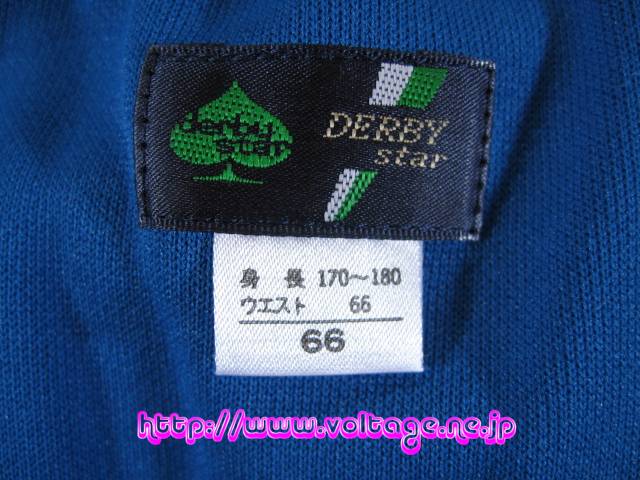 derby
star
DERBY
star
身長 170～180
ウエスト 66
66
http://www.voltage.ne.jp